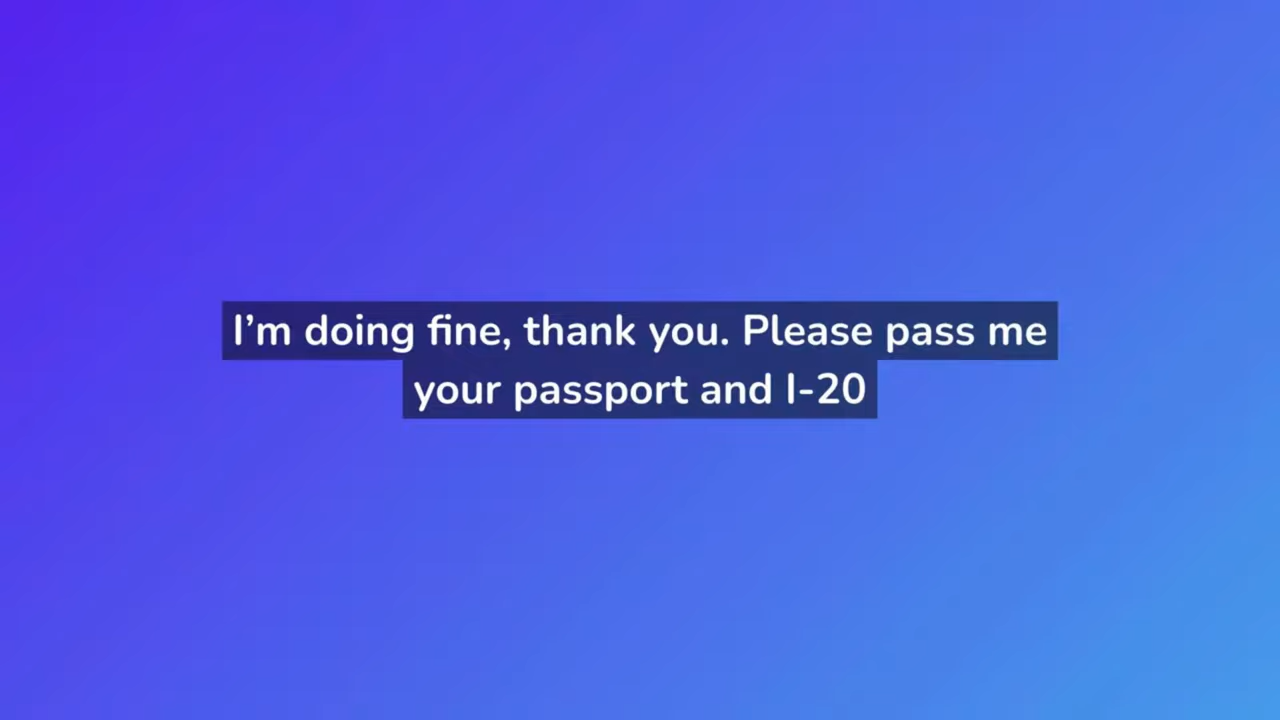 I’m doing fine, thank you. Please pass me
your passport and I-20